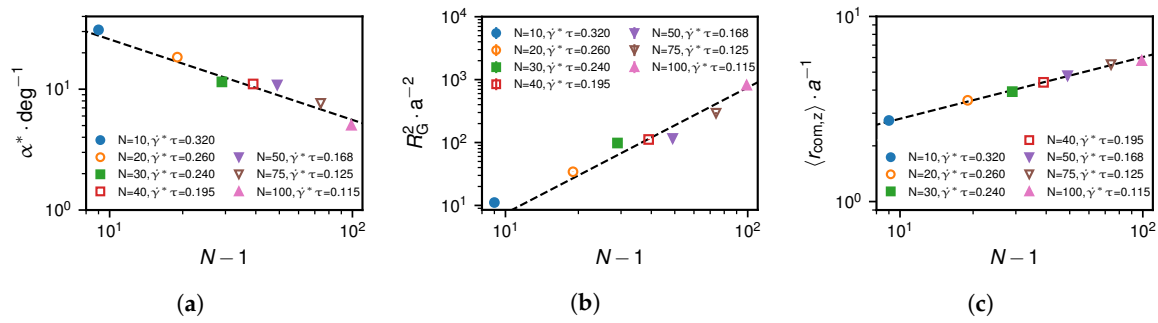 10²
α* · deg⁻¹
10¹
10⁰
N=10, γ̇* τ=0.320
N=20, γ̇* τ=0.260
N=30, γ̇* τ=0.240
N=40, γ̇* τ=0.195
N=50, γ̇* τ=0.168
N=75, γ̇* τ=0.125
N=100, γ̇* τ=0.115
10¹
10²
N − 1
(a)
10⁴
10³
10²
10¹
R_G² · a⁻²
N=10, γ̇* τ=0.320
N=20, γ̇* τ=0.260
N=30, γ̇* τ=0.240
N=40, γ̇* τ=0.195
N=50, γ̇* τ=0.168
N=75, γ̇* τ=0.125
N=100, γ̇* τ=0.115
10¹
10²
N − 1
(b)
10¹
10⁰
⟨r_com,z⟩ · a⁻¹
N=10, γ̇* τ=0.320
N=20, γ̇* τ=0.260
N=30, γ̇* τ=0.240
N=40, γ̇* τ=0.195
N=50, γ̇* τ=0.168
N=75, γ̇* τ=0.125
N=100, γ̇* τ=0.115
10¹
10²
N − 1
(c)